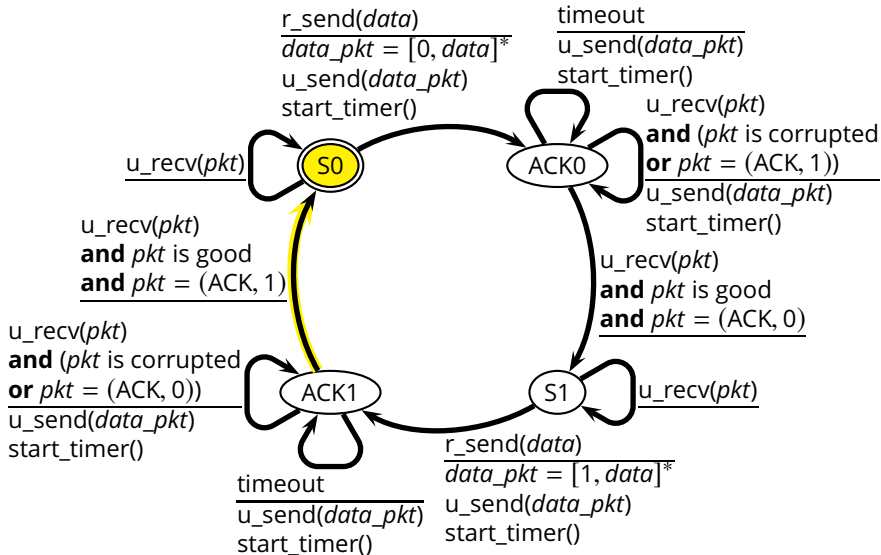 r_send(data)
data_pkt = [0, data]*
u_send(data_pkt)
start_timer()
timeout
u_send(data_pkt)
start_timer()
u_recv(pkt)
and (pkt is corrupted
or pkt = (ACK, 1))
u_send(data_pkt)
start_timer()
u_recv(pkt)
S0
ACK0
u_recv(pkt)
and pkt is good
and pkt = (ACK, 1)
u_recv(pkt)
and pkt is good
and pkt = (ACK, 0)
u_recv(pkt)
and (pkt is corrupted
or pkt = (ACK, 0))
u_send(data_pkt)
start_timer()
ACK1
S1
u_recv(pkt)
timeout
u_send(data_pkt)
start_timer()
r_send(data)
data_pkt = [1, data]*
u_send(data_pkt)
start_timer()